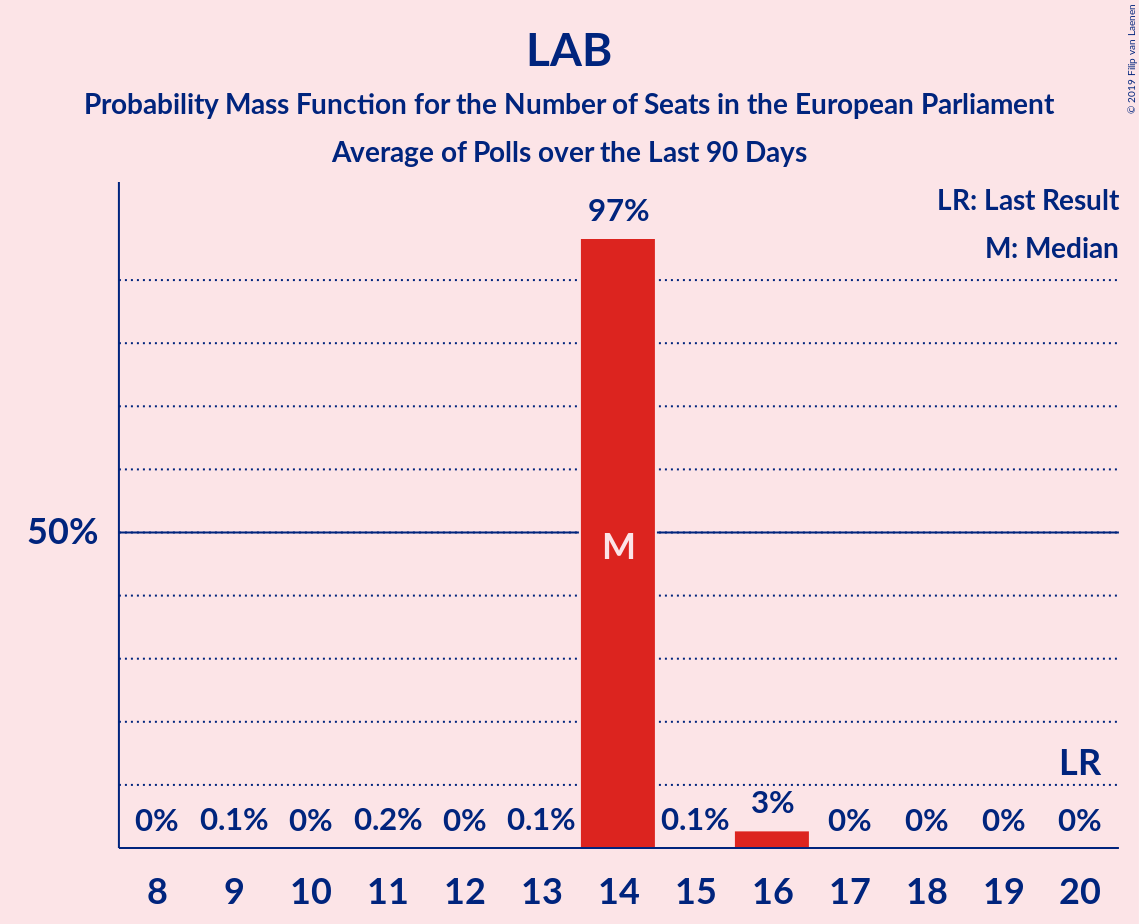 LAB
Probability Mass Function for the Number of Seats in the European Parliament
Average of Polls over the Last 90 Days
© 2019 Filip van Laenen
LR: Last Result
M: Median
97%
50%
M
LR
0% 0.1% 0% 0.2% 0% 0.1% 0.1% 3% 0% 0% 0% 0%
8 9 10 11 12 13 14 15 16 17 18 19 20